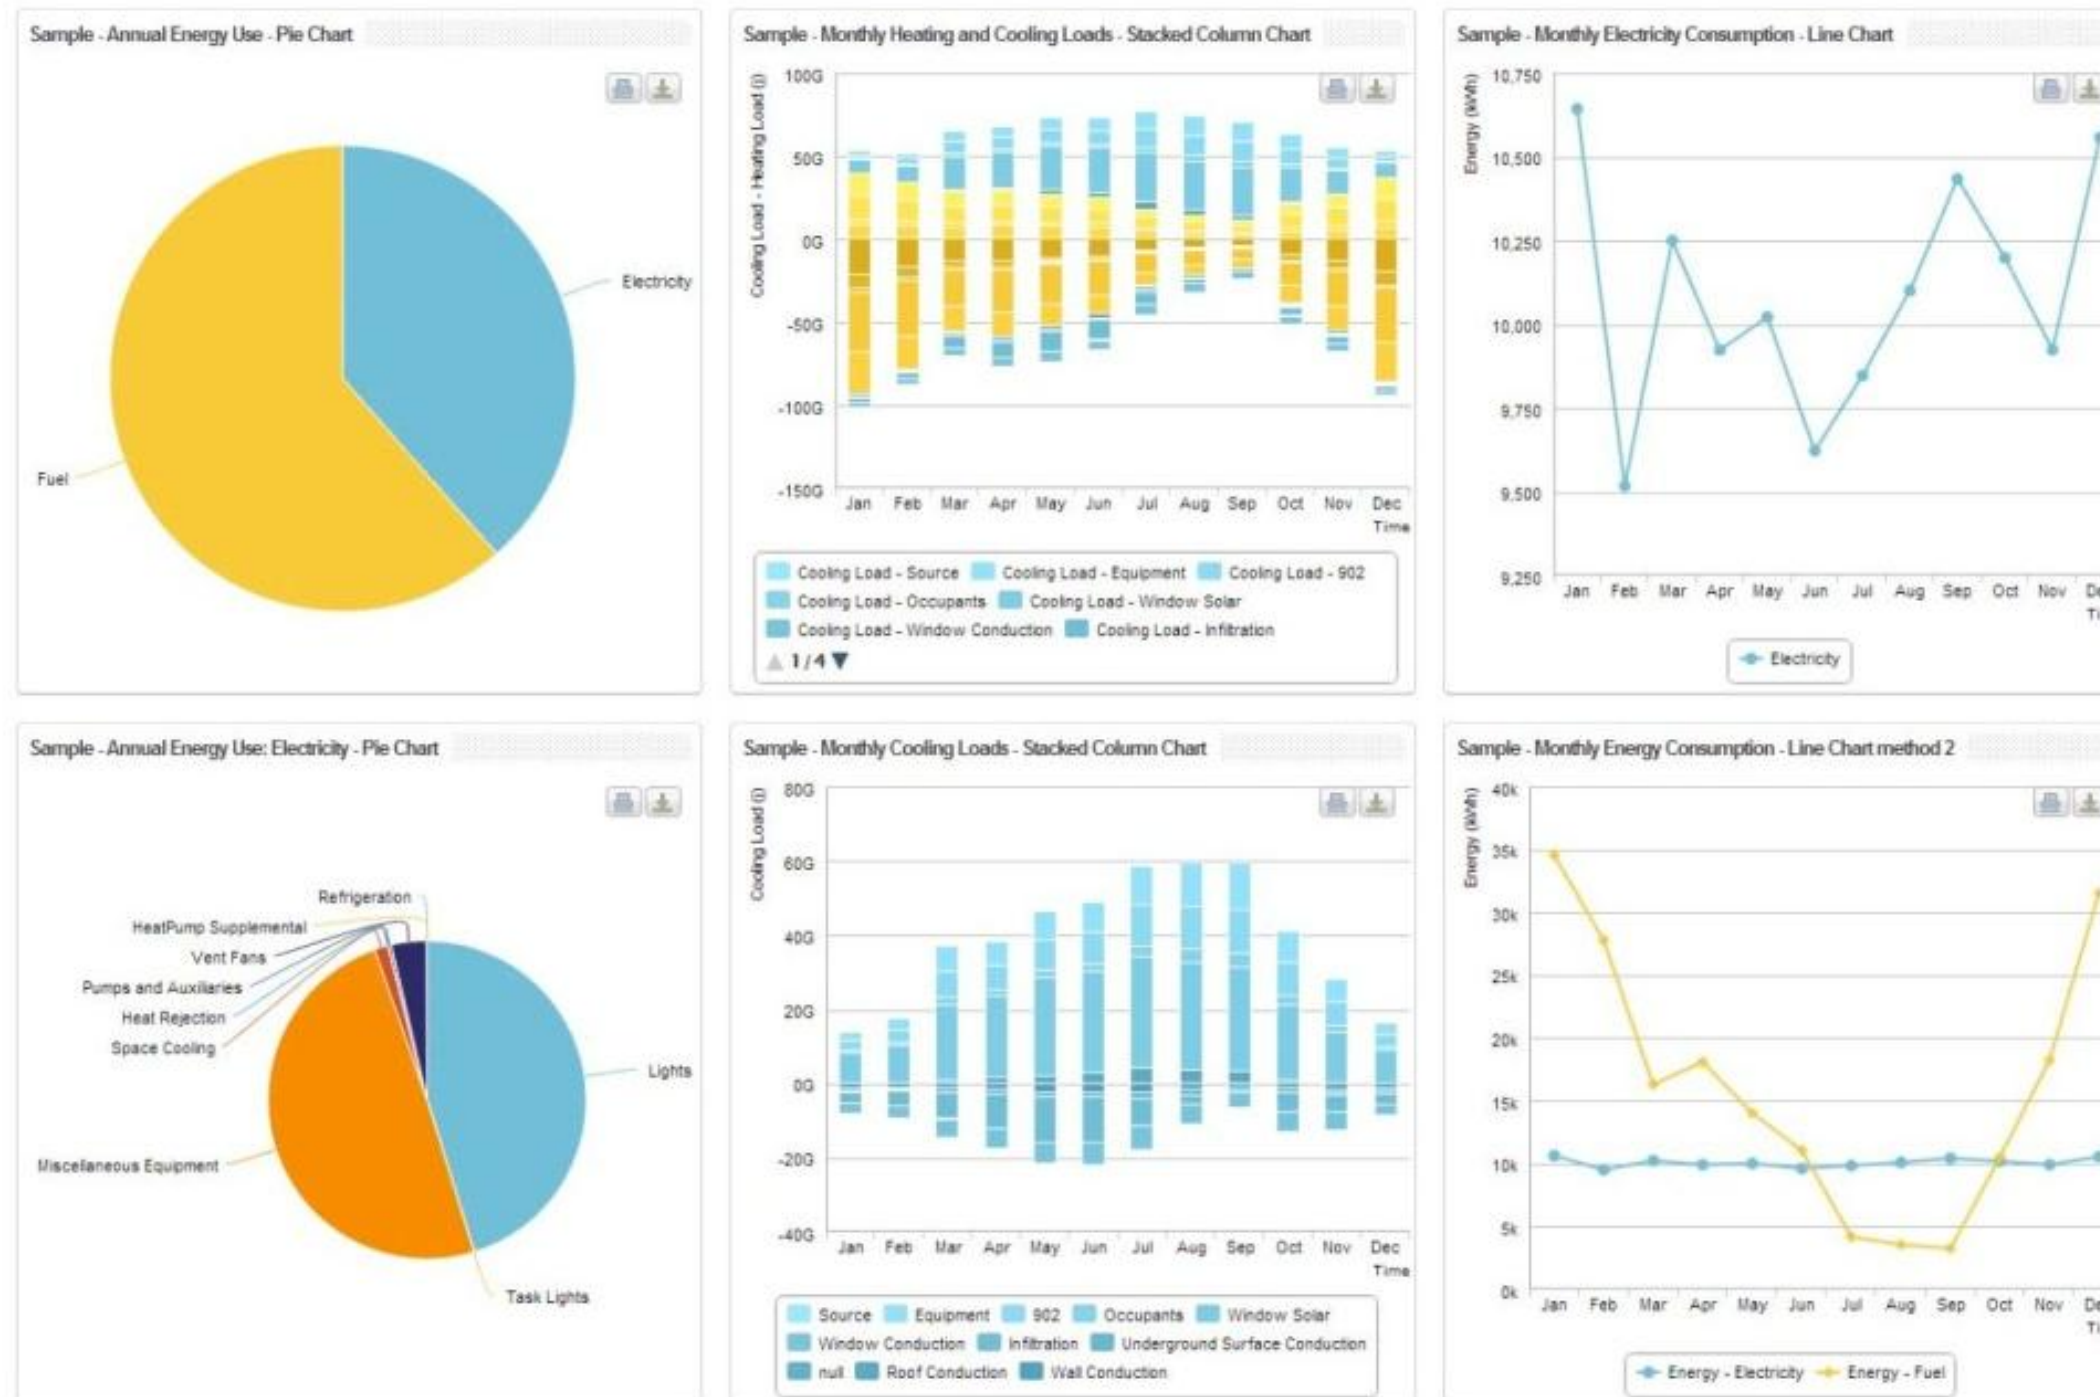 Sample - Annual Energy Use - Pie Chart
Electricity
Fuel
Sample - Monthly Heating and Cooling Loads - Stacked Column Chart
Cooling Load - Heating Load (j)
100G
50G
0G
-50G
-100G
-150G
Jan Feb Mar Apr May Jun Jul Aug Sep Oct Nov Dec
Time
Cooling Load - Source Cooling Load - Equipment Cooling Load - 902
Cooling Load - Occupants Cooling Load - Window Solar
Cooling Load - Window Conduction Cooling Load - Infiltration
1/4
Sample - Monthly Electricity Consumption - Line Chart
Energy (kWh)
10,750
10,500
10,250
10,000
9,750
9,500
9,250
Jan Feb Mar Apr May Jun Jul Aug Sep Oct Nov De
Electricity
Sample - Annual Energy Use: Electricity - Pie Chart
Refrigeration
HeatPump Supplemental
Vent Fans
Pumps and Auxiliaries
Heat Rejection
Space Cooling
Lights
Miscellaneous Equipment
Task Lights
Sample - Monthly Cooling Loads - Stacked Column Chart
Cooling Load (j)
80G
60G
40G
20G
0G
-20G
-40G
Jan Feb Mar Apr May Jun Jul Aug Sep Oct Nov Dec
Time
Source Equipment 902 Occupants Window Solar
Window Conduction Infiltration Underground Surface Conduction
null Roof Conduction Wall Conduction
Sample - Monthly Energy Consumption - Line Chart method 2
Energy (kWh)
40k
35k
30k
25k
20k
15k
10k
5k
0k
Jan Feb Mar Apr May Jun Jul Aug Sep Oct Nov De
Energy - Electricity Energy - Fuel